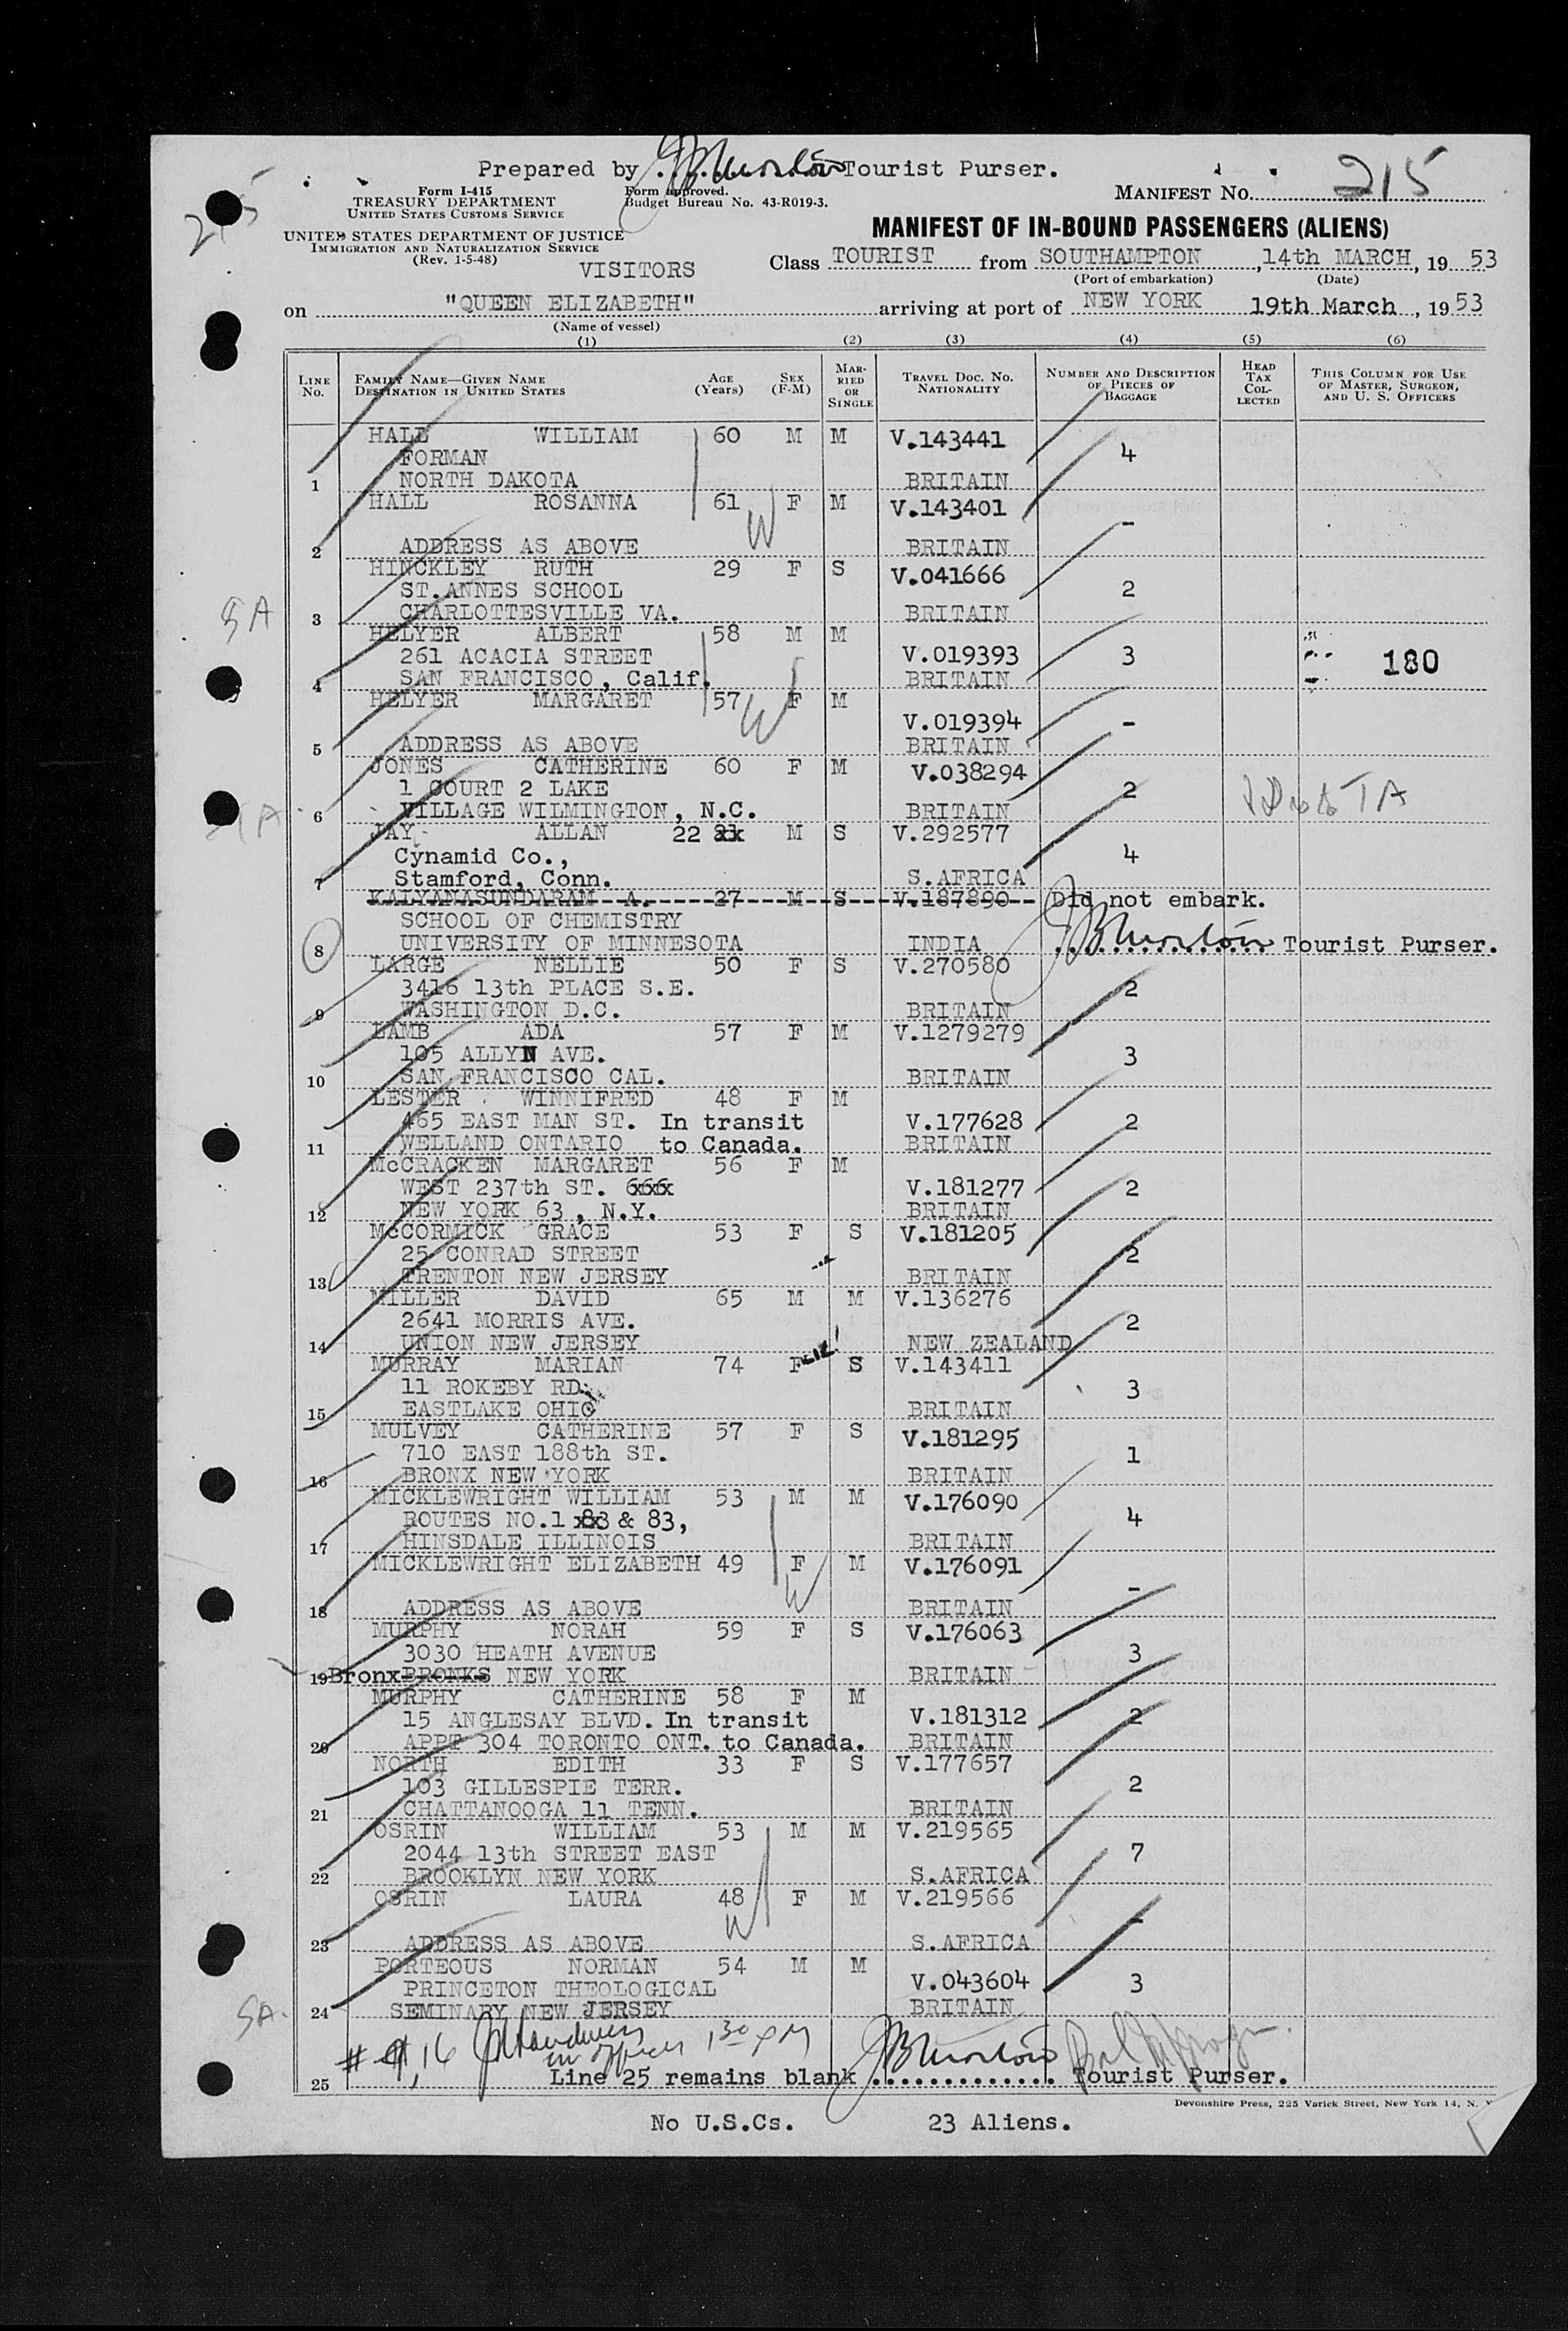 Prepared by Tourist Purser.
215
Form I-415
TREASURY DEPARTMENT
UNITED STATES CUSTOMS SERVICE
Form approved.
Budget Bureau No. 43-R019-3.
MANIFEST NO. 215
UNITED STATES DEPARTMENT OF JUSTICE
IMMIGRATION AND NATURALIZATION SERVICE
(Rev. 1-5-48)
MANIFEST OF IN-BOUND PASSENGERS (ALIENS)
VISITORS
Class TOURIST from SOUTHAMPTON, 14th MARCH, 19 53
(Port of embarkation) (Date)
on "QUEEN ELIZABETH" arriving at port of NEW YORK 19th March, 19 53
(Name of vessel)
(1) (2) (3) (4) (5) (6)
LINE NO.
FAMILY NAME—GIVEN NAME
DESTINATION IN UNITED STATES
AGE (YEARS)
SEX (F-M)
MARRIED OR SINGLE
TRAVEL DOC. NO. NATIONALITY
NUMBER AND DESCRIPTION OF PIECES OF BAGGAGE
HEAD TAX COLLECTED
THIS COLUMN FOR USE OF MASTER, SURGEON, AND U. S. OFFICERS
HALL WILLIAM 60 M M V.143441
FORMAN 4
1 NORTH DAKOTA BRITAIN
HALL ROSANNA 61 F M V.143401
-
2 ADDRESS AS ABOVE BRITAIN
HINCKLEY RUTH 29 F S V.041666
ST.ANNES SCHOOL 2
SA 3 CHARLOTTESVILLE VA. BRITAIN
HELYER ALBERT 58 M M
261 ACACIA STREET V.019393 3 180
4 SAN FRANCISCO, Calif. BRITAIN
HELYER MARGARET 57 F M
V.019394 -
5 ADDRESS AS ABOVE BRITAIN
JONES CATHERINE 60 F M V.038294
1 COURT 2 LAKE 2
6 VILLAGE WILMINGTON, N.C. BRITAIN
JAY ALLAN 22 M S V.292577
Cynamid Co., 4
7 Stamford, Conn. S.AFRICA
KALYANASUNDARAM A. 27 M S V.187890 Did not embark.
SCHOOL OF CHEMISTRY
8 UNIVERSITY OF MINNESOTA INDIA Tourist Purser.
LARGE NELLIE 50 F S V.270580
3416 13th PLACE S.E. 2
9 WASHINGTON D.C. BRITAIN
LAMB ADA 57 F M V.1279279
105 ALLYN AVE. 3
10 SAN FRANCISCO CAL. BRITAIN
LESTER WINNIFRED 48 F M
465 EAST MAN ST. In transit V.177628 2
11 WELLAND ONTARIO to Canada. BRITAIN
McCRACKEN MARGARET 56 F M
WEST 237th ST. 666 V.181277 2
12 NEW YORK 63, N.Y. BRITAIN
McCORMICK GRACE 53 F S V.181205
25 CONRAD STREET 2
13 TRENTON NEW JERSEY BRITAIN
MILLER DAVID 65 M M V.136276
2641 MORRIS AVE. 2
14 UNION NEW JERSEY NEW ZEALAND
MURRAY MARIAN 74 F S V.143411
11 ROKEBY RD. 3
15 EASTLAKE OHIO BRITAIN
MULVEY CATHERINE 57 F S V.181295
710 EAST 188th ST. 1
16 BRONX NEW YORK BRITAIN
MICKLEWRIGHT WILLIAM 53 M M V.176090
ROUTES NO.1 83 & 83, 4
17 HINSDALE ILLINOIS BRITAIN
MICKLEWRIGHT ELIZABETH 49 F M V.176091
-
18 ADDRESS AS ABOVE BRITAIN
MURPHY NORAH 59 F S V.176063
3030 HEATH AVENUE 3
19 Bronx BRONKS NEW YORK BRITAIN
MURPHY CATHERINE 58 F M
15 ANGLESAY BLVD. In transit V.181312 2
20 APPT 304 TORONTO ONT. to Canada. BRITAIN
NORTH EDITH 33 F S V.177657
103 GILLESPIE TERR. 2
21 CHATTANOOGA 11 TENN. BRITAIN
OSRIN WILLIAM 53 M M V.219565
2044 13th STREET EAST 7
22 BROOKLYN NEW YORK S.AFRICA
OSRIN LAURA 48 F M V.219566
-
23 ADDRESS AS ABOVE S.AFRICA
PORTEOUS NORMAN 54 M M
PRINCETON THEOLOGICAL V.043604 3
SA. 24 SEMINARY NEW JERSEY BRITAIN
25 Line 25 remains blank Tourist Purser.
Devonshire Press, 225 Varick Street, New York 14, N. Y
No U.S.Cs. 23 Aliens.